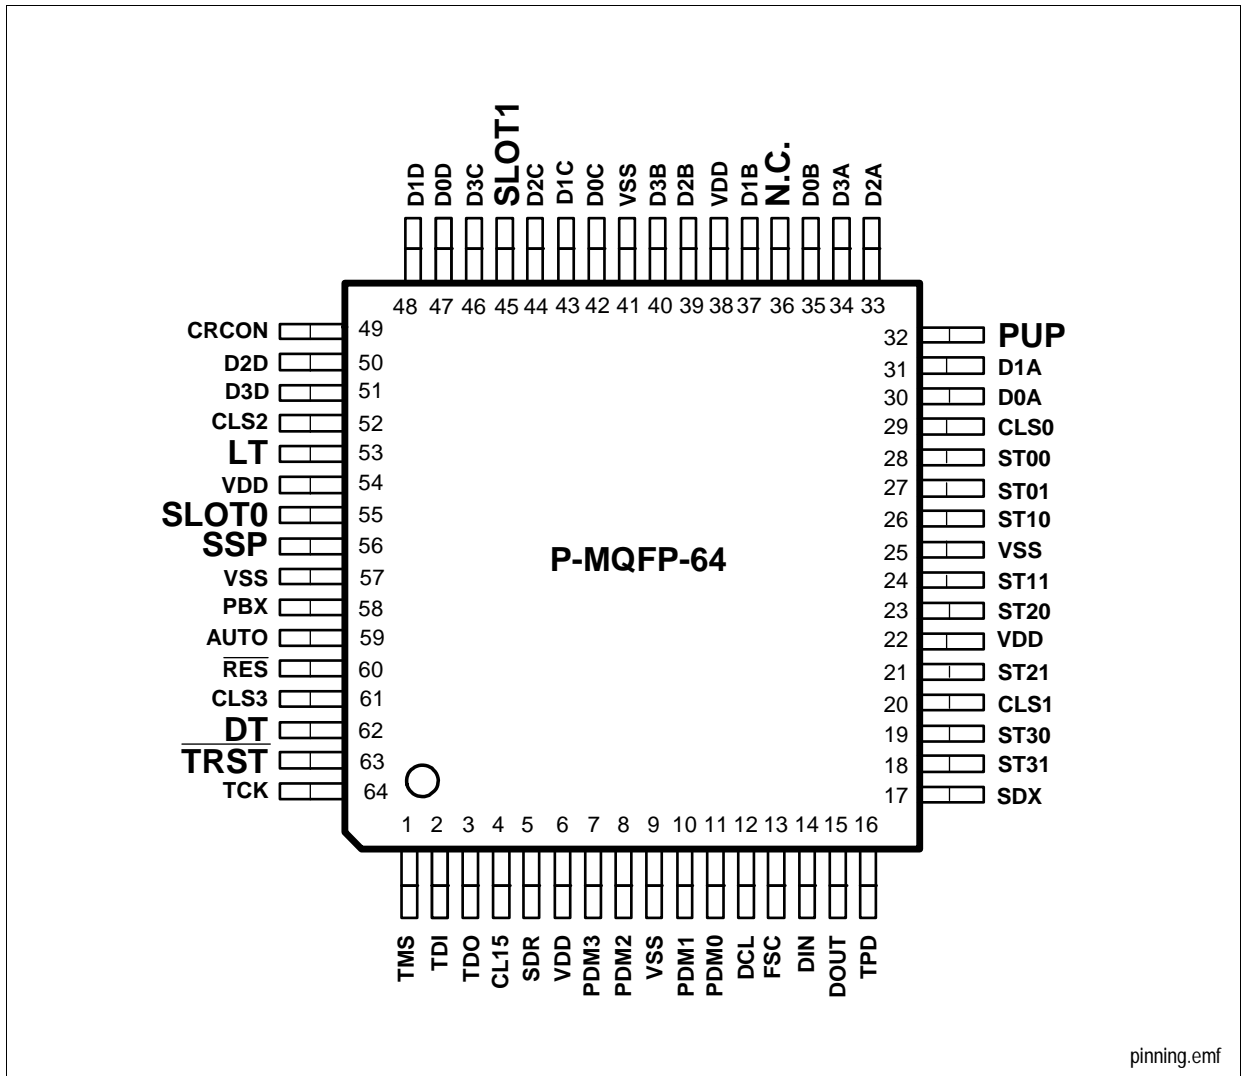 D1D D0D D3C SLOT1 D2C D1C D0C VSS D3B D2B VDD D1B N.C. D0B D3A D2A
48 47 46 45 44 43 42 41 40 39 38 37 36 35 34 33
CRCON 49
D2D 50
D3D 51
CLS2 52
LT 53
VDD 54
SLOT0 55
SSP 56
VSS 57
PBX 58
AUTO 59
RES 60
CLS3 61
DT 62
TRST 63
TCK 64
P-MQFP-64
32 PUP
31 D1A
30 D0A
29 CLS0
28 ST00
27 ST01
26 ST10
25 VSS
24 ST11
23 ST20
22 VDD
21 ST21
20 CLS1
19 ST30
18 ST31
17 SDX
1 2 3 4 5 6 7 8 9 10 11 12 13 14 15 16
TMS TDI TDO CL15 SDR VDD PDM3 PDM2 VSS PDM1 PDM0 DCL FSC DIN DOUT TPD
pinning.emf